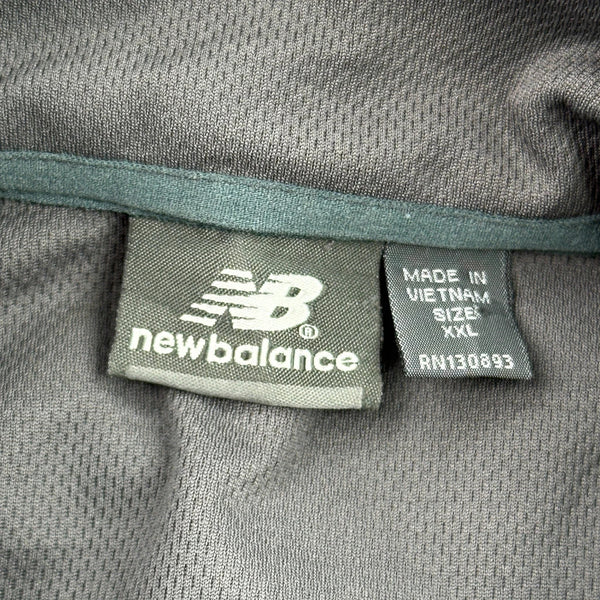 NB®
newbalance
MADE IN
VIETNAM
SIZE
XXL
RN130893